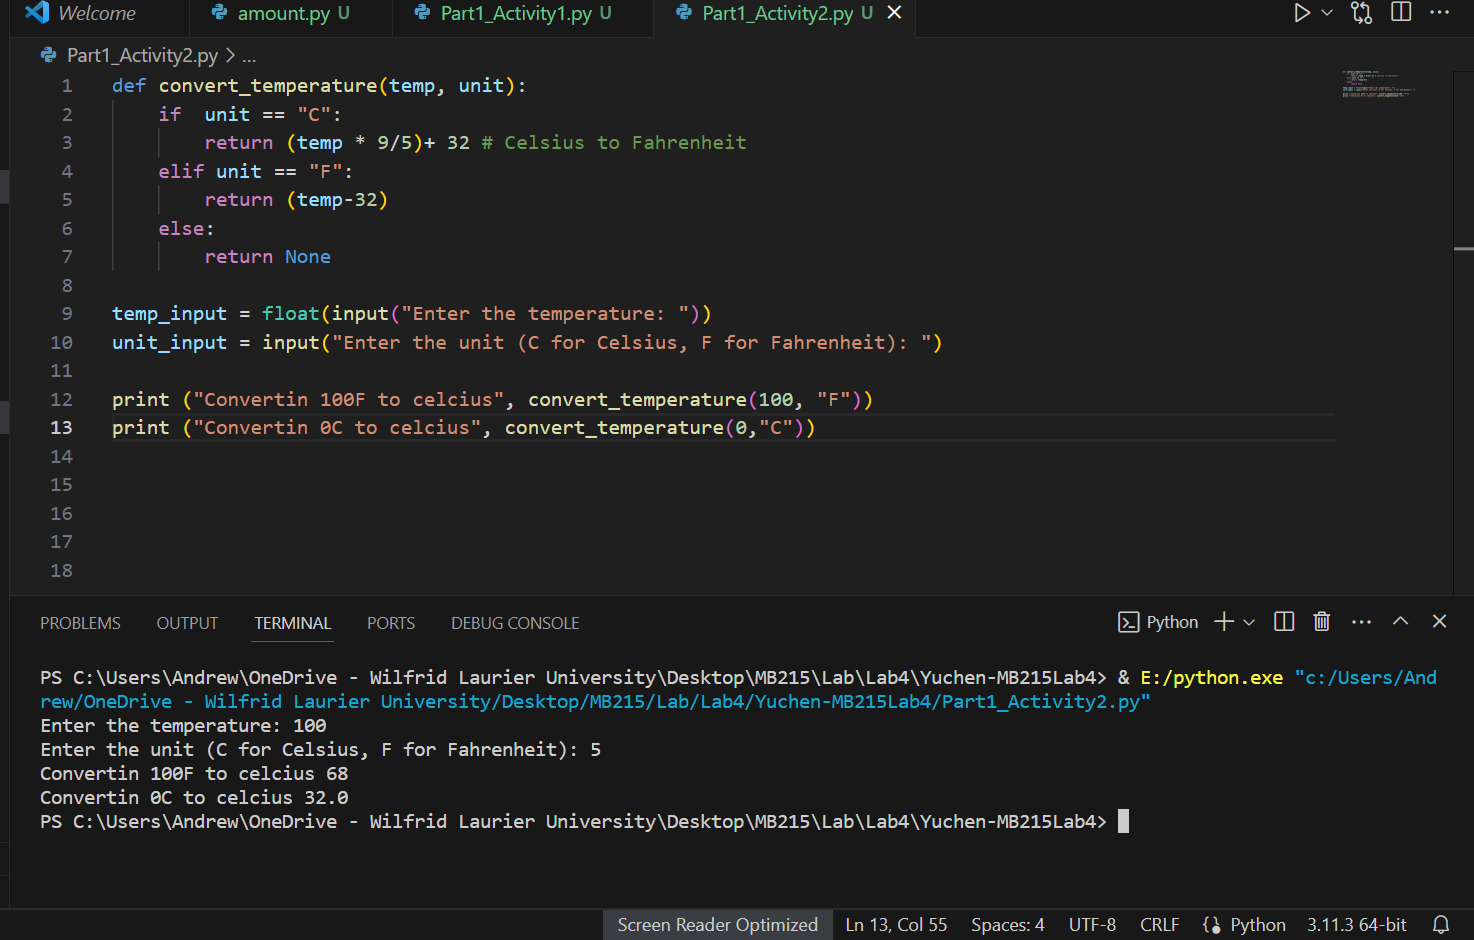 Welcome amount.py U Part1_Activity1.py U Part1_Activity2.py U
Part1_Activity2.py > ...
1 def convert_temperature(temp, unit):
2 if  unit == "C":
3 return (temp * 9/5)+ 32 # Celsius to Fahrenheit
4 elif unit == "F":
5 return (temp-32)
6 else:
7 return None
8
9 temp_input = float(input("Enter the temperature: "))
10 unit_input = input("Enter the unit (C for Celsius, F for Fahrenheit): ")
11
12 print ("Convertin 100F to celcius", convert_temperature(100, "F"))
13 print ("Convertin 0C to celcius", convert_temperature(0,"C"))
14
15
16
17
18
PROBLEMS OUTPUT TERMINAL PORTS DEBUG CONSOLE Python
PS C:\Users\Andrew\OneDrive - Wilfrid Laurier University\Desktop\MB215\Lab\Lab4\Yuchen-MB215Lab4> & E:/python.exe "c:/Users/And
rew/OneDrive - Wilfrid Laurier University/Desktop/MB215/Lab/Lab4/Yuchen-MB215Lab4/Part1_Activity2.py"
Enter the temperature: 100
Enter the unit (C for Celsius, F for Fahrenheit): 5
Convertin 100F to celcius 68
Convertin 0C to celcius 32.0
PS C:\Users\Andrew\OneDrive - Wilfrid Laurier University\Desktop\MB215\Lab\Lab4\Yuchen-MB215Lab4>
Screen Reader Optimized Ln 13, Col 55 Spaces: 4 UTF-8 CRLF Python 3.11.3 64-bit